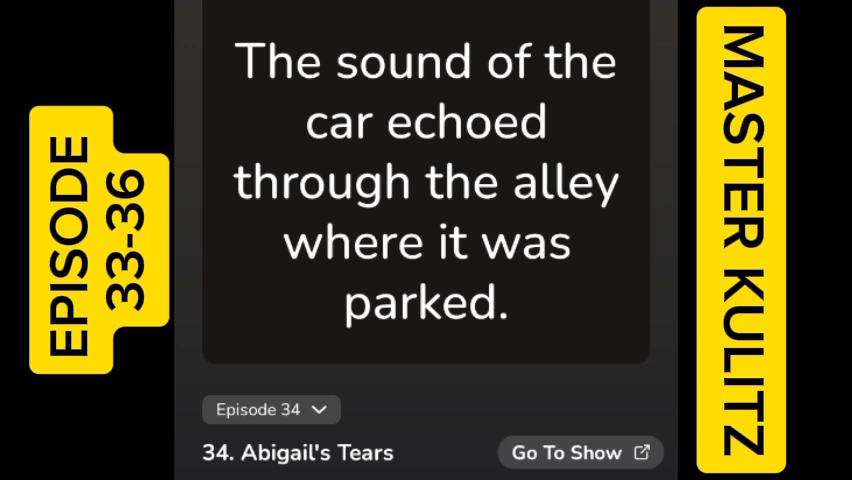 EPISODE
33-36
The sound of the
car echoed
through the alley
where it was
parked.
Episode 34
34. Abigail's Tears
Go To Show
MASTER KULITZ